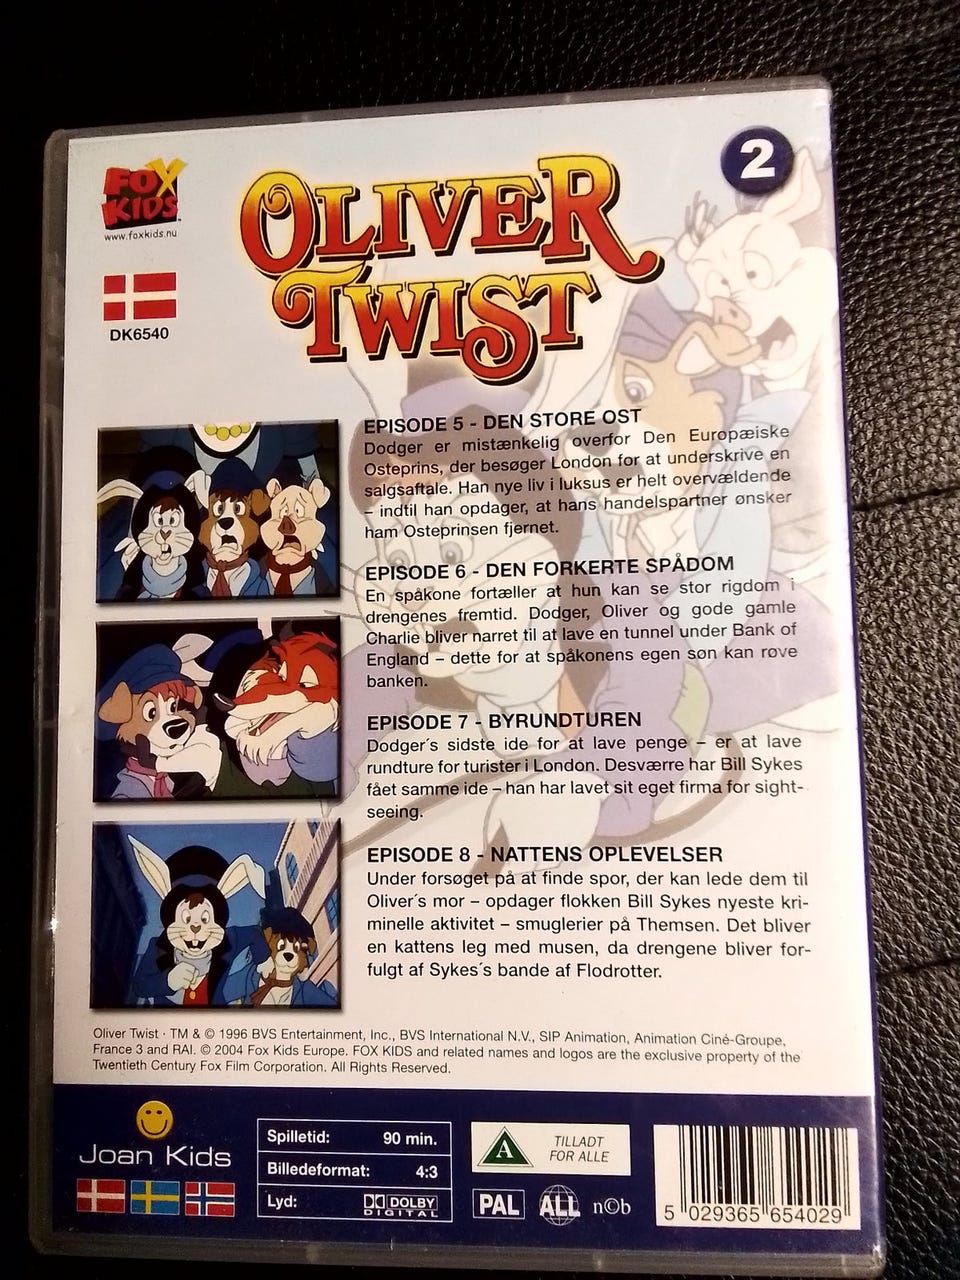 2
FOX
KIDS
www.foxkids.nu
OLIVER
TWIST
DK6540
EPISODE 5 - DEN STORE OST
Dodger er mistænkelig overfor Den Europæiske
Osteprins, der besøger London for at underskrive en
salgsaftale. Han nye liv i luksus er helt overvældende
– indtil han opdager, at hans handelspartner ønsker
ham Osteprinsen fjernet.
EPISODE 6 - DEN FORKERTE SPÅDOM
En spåkone fortæller at hun kan se stor rigdom i
drengenes fremtid. Dodger, Oliver og gode gamle
Charlie bliver narret til at lave en tunnel under Bank of
England – dette for at spåkonens egen søn kan røve
banken.
EPISODE 7 - BYRUNDTUREN
Dodger´s sidste ide for at lave penge – er at lave
rundture for turister i London. Desværre har Bill Sykes
fået samme ide – han har lavet sit eget firma for sight-
seeing.
EPISODE 8 - NATTENS OPLEVELSER
Under forsøget på at finde spor, der kan lede dem til
Oliver´s mor – opdager flokken Bill Sykes nyeste kri-
minelle aktivitet – smuglerier på Themsen. Det bliver
en kattens leg med musen, da drengene bliver for-
fulgt af Sykes´s bande af Flodrotter.
Oliver Twist · TM & © 1996 BVS Entertainment, Inc., BVS International N.V., SIP Animation, Animation Ciné-Groupe,
France 3 and RAI. © 2004 Fox Kids Europe. FOX KIDS and related names and logos are the exclusive property of the
Twentieth Century Fox Film Corporation. All Rights Reserved.
Joan Kids
Spilletid: 90 min.
Billedeformat: 4:3
Lyd: DOLBY
DIGITAL
A
TILLADT
FOR ALLE
PAL
ALL
n©b
5 029365 654029